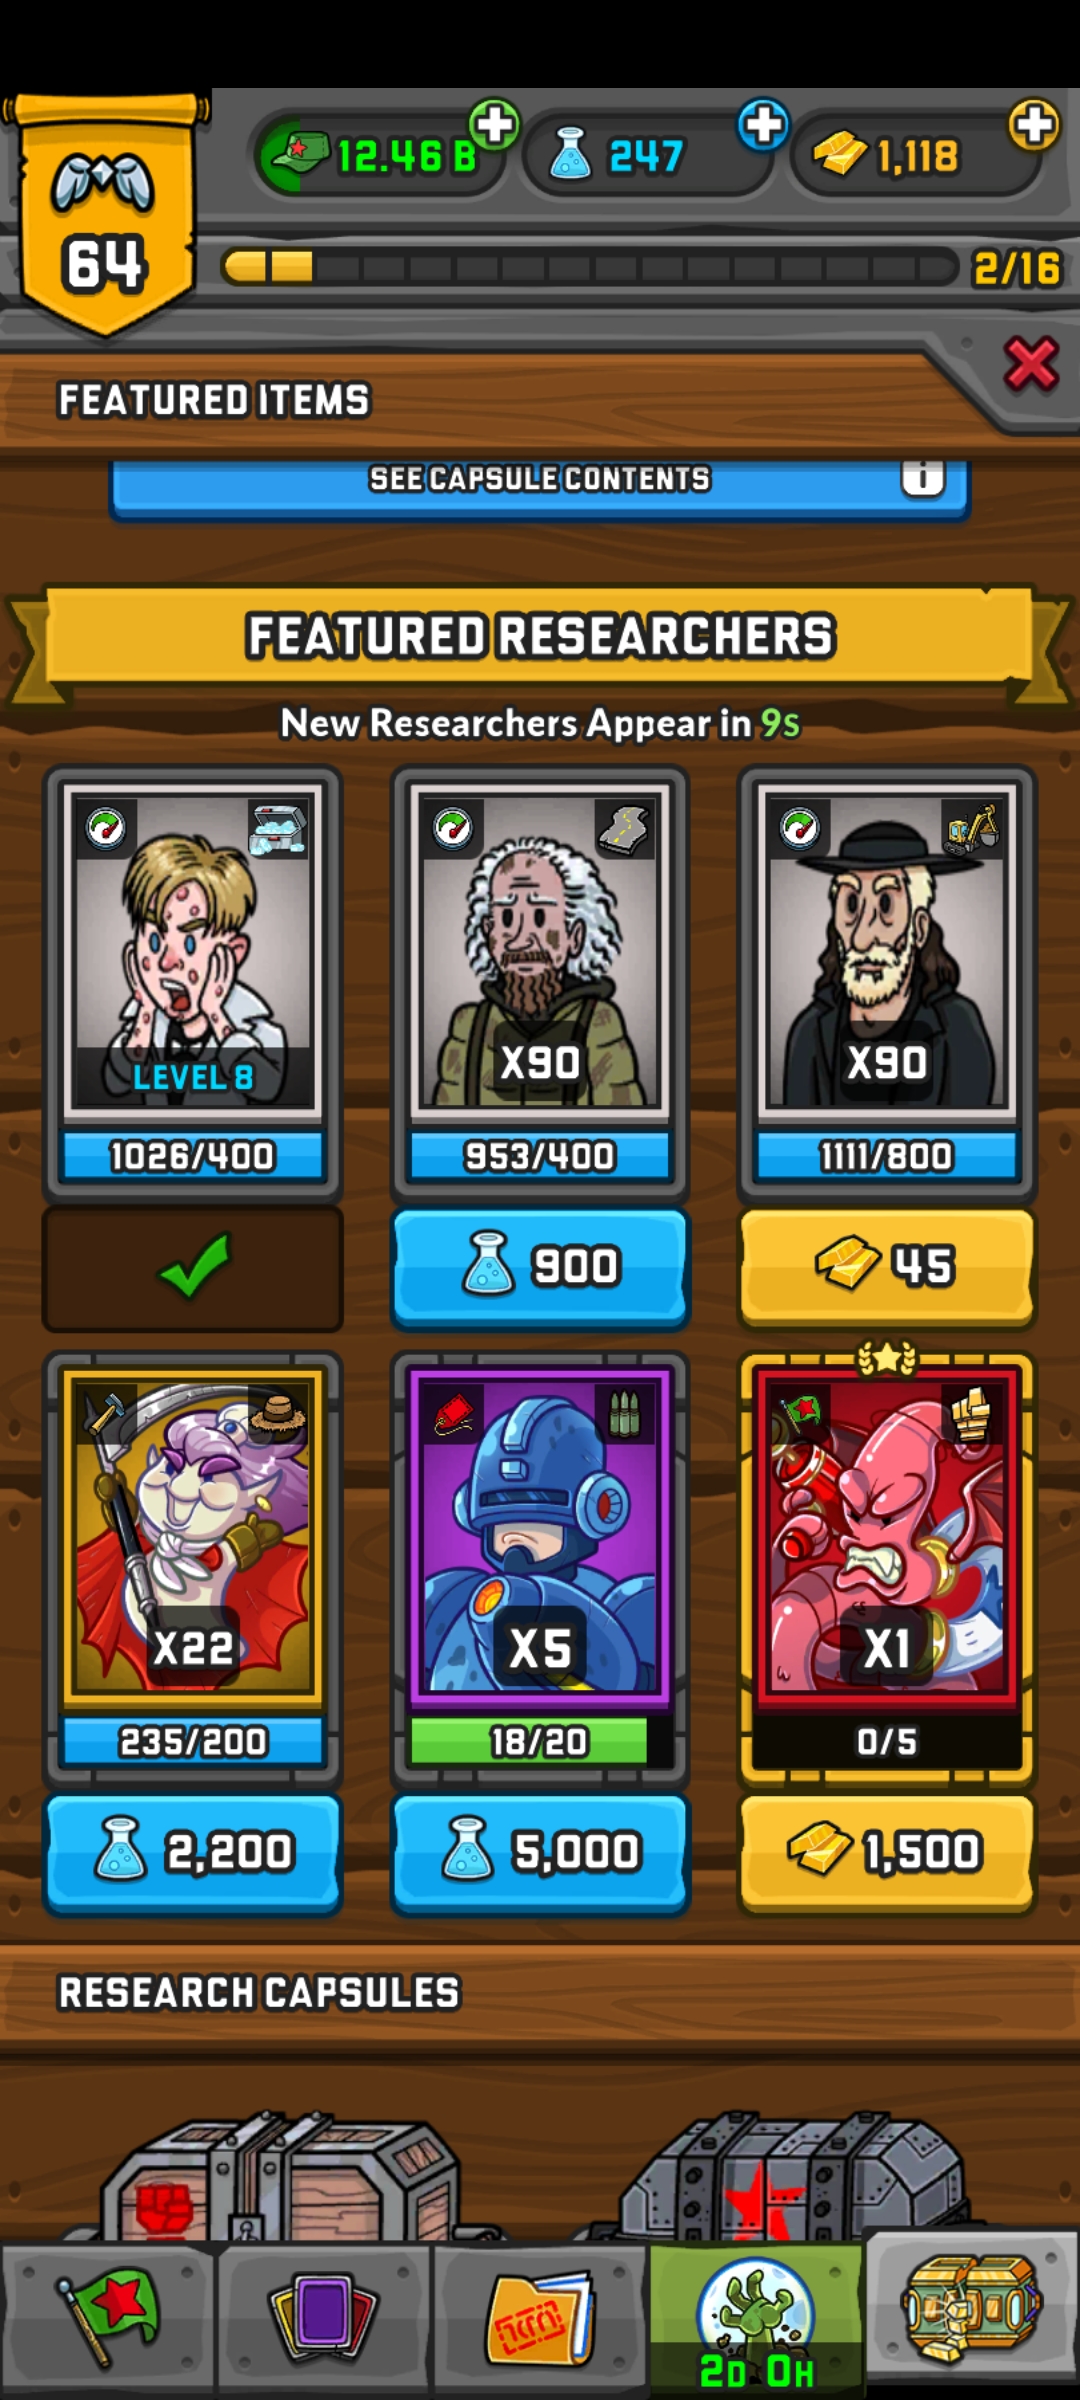 12.46 B
247
1,118
64
2/16
FEATURED ITEMS
SEE CAPSULE CONTENTS
i
FEATURED RESEARCHERS
New Researchers Appear in 9s
LEVEL 8
X90
X90
1026/400
953/400
1111/800
900
45
X22
X5
X1
235/200
18/20
0/5
2,200
5,000
1,500
RESEARCH CAPSULES
2D 0H